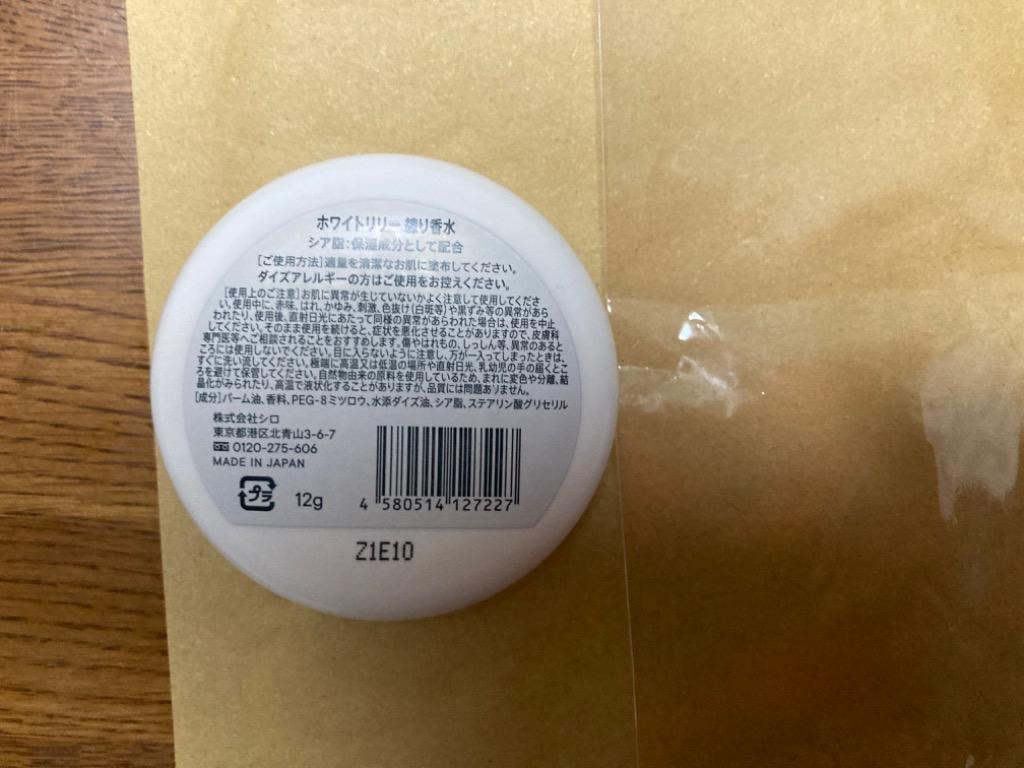 ホワイトリリー 練り香水
シア脂:保湿成分として配合
[ご使用方法]適量を清潔なお肌に塗布してください。
ダイズアレルギーの方はご使用をお控えください。
[使用上のご注意]お肌に異常が生じていないかよく注意して使用してくださ
い。使用中に、赤味、はれ、かゆみ、刺激、色抜け(白斑等)や黒ずみ等の異常があら
われたり、使用後、直射日光にあたって同様の異常があらわれた場合は、使用を中止
してください。そのまま使用を続けると、症状を悪化させることがありますので、皮膚科
専門医等へご相談されることをおすすめします。傷やはれもの、しっしん等、異常のあると
ころには使用しないでください。目に入らないように注意し、万が一入ってしまったときは、
すぐに洗い流してください。極端に高温又は低温の場所や直射日光、乳幼児の手の届くとこ
ろを避けて保管してください。自然物由来の原料を使用しているため、まれに変色や分離、結
晶化がみられたり、高温で液状化することがありますが、品質には問題ありません。
[成分]パーム油、香料、PEG-8ミツロウ、水添ダイズ油、シア脂、ステアリン酸グリセリル
株式会社シロ
東京都港区北青山3-6-7
0120-275-606
MADE IN JAPAN
プラ 12g 4 580514 127227
Z1E10